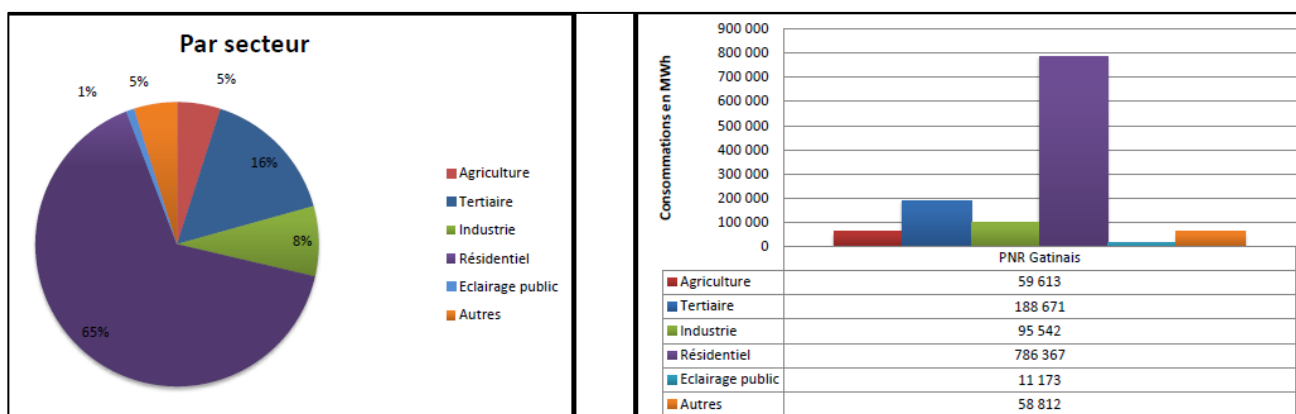 Par secteur
1%
5%
5%
16%
8%
65%
Agriculture
Tertiaire
Industrie
Résidentiel
Eclairage public
Autres
Consommations en MWh
900 000
800 000
700 000
600 000
500 000
400 000
300 000
200 000
100 000
0
PNR Gatinais
Agriculture 59 613
Tertiaire 188 671
Industrie 95 542
Résidentiel 786 367
Eclairage public 11 173
Autres 58 812